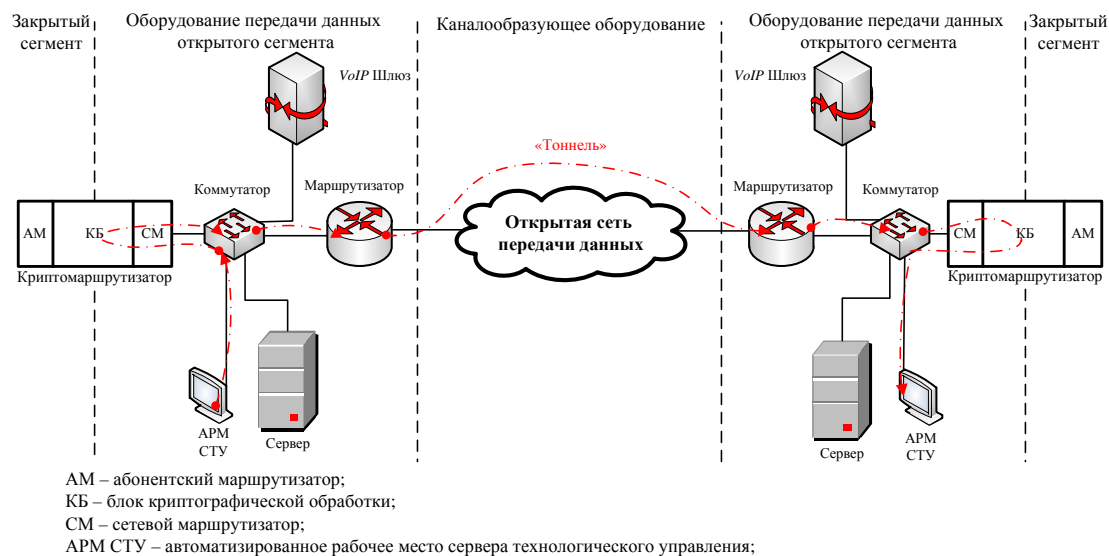 Закрытый
сегмент
Оборудование передачи данных
открытого сегмента
Каналообразующее оборудование
Оборудование передачи данных
открытого сегмента
Закрытый
сегмент
VoIP Шлюз
VoIP Шлюз
«Тоннель»
Коммутатор
Маршрутизатор
Маршрутизатор
Коммутатор
АМ
КБ
СМ
Открытая сеть
передачи данных
СМ
КБ
АМ
Криптомаршрутизатор
Криптомаршрутизатор
АРМ
СТУ
Сервер
Сервер
АРМ
СТУ
АМ – абонентский маршрутизатор;
КБ – блок криптографической обработки;
СМ – сетевой маршрутизатор;
АРМ СТУ – автоматизированное рабочее место сервера технологического управления;